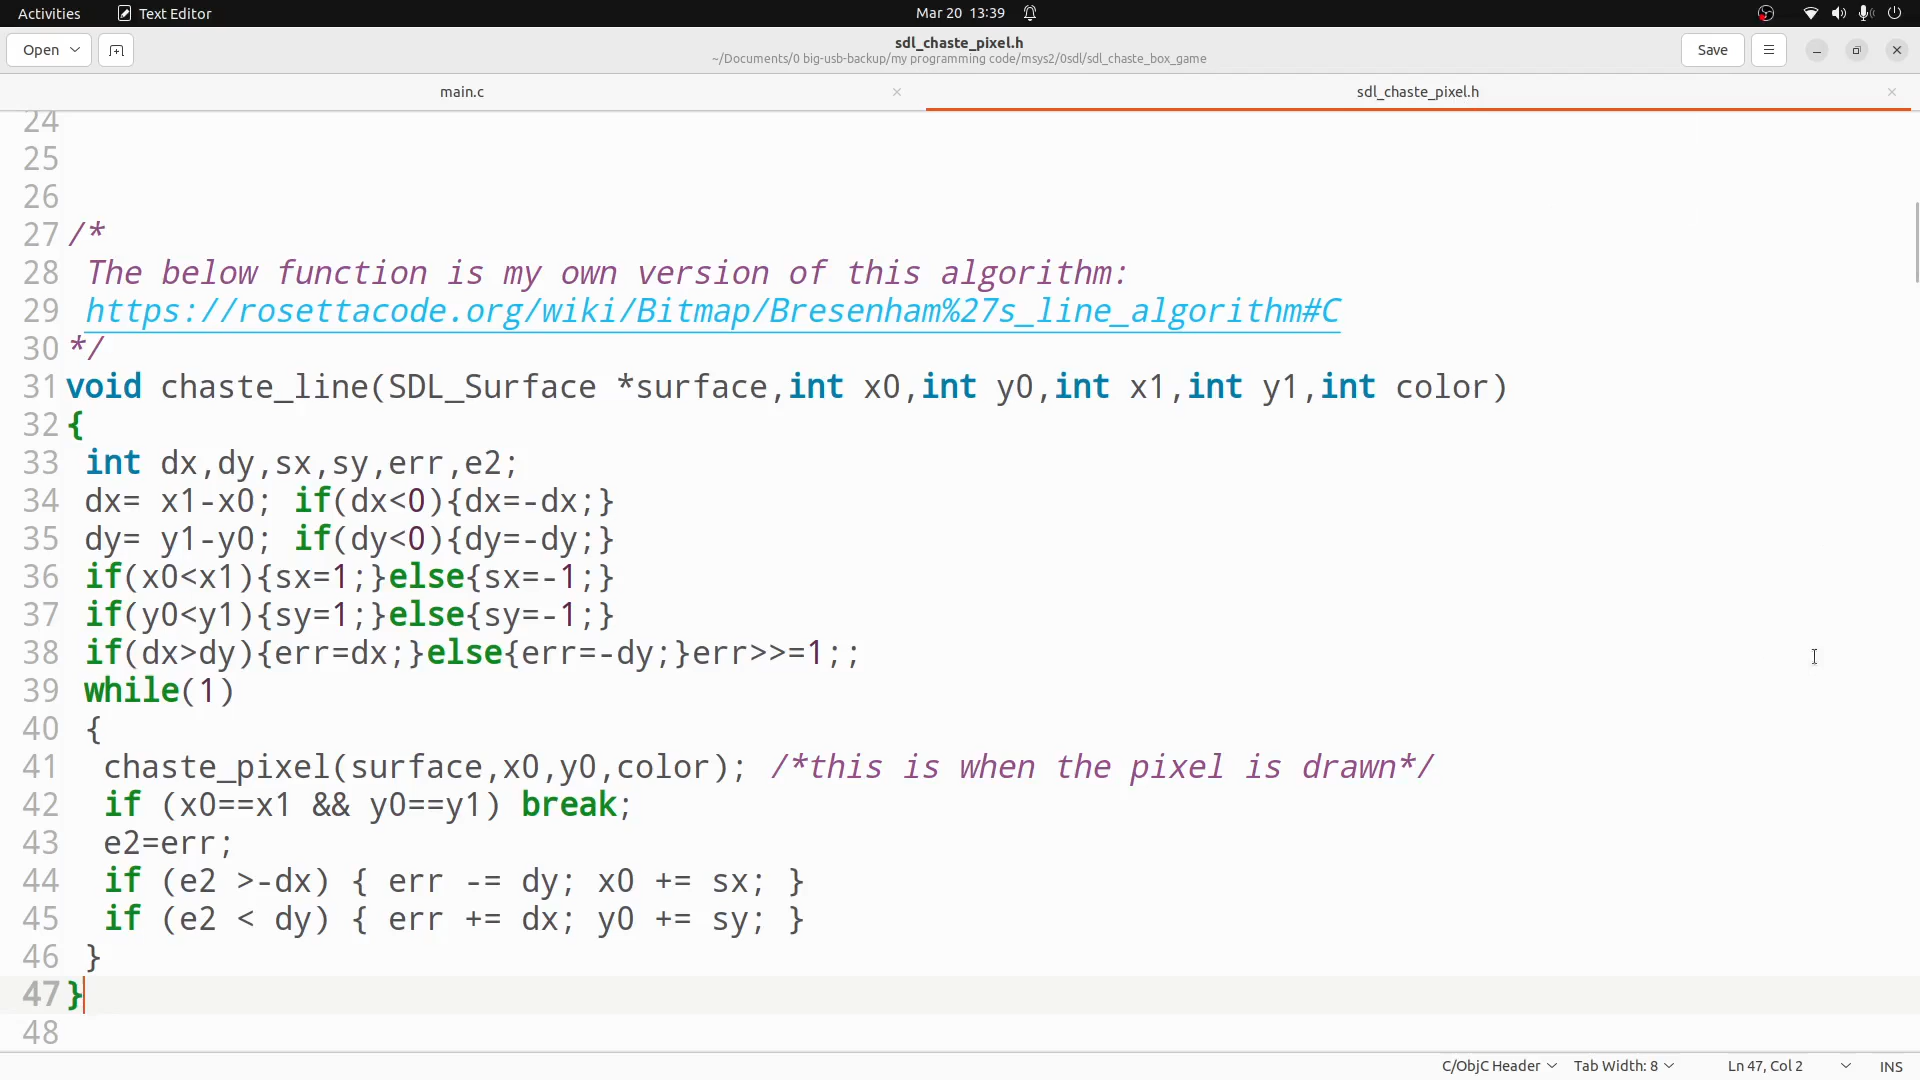 Activities Text Editor Mar 20 13:39
Open sdl_chaste_pixel.h Save
~/Documents/0 big-usb-backup/my programming code/msys2/0sdl/sdl_chaste_box_game
main.c sdl_chaste_pixel.h
24
25
26
27 /*
28 The below function is my own version of this algorithm:
29 https://rosettacode.org/wiki/Bitmap/Bresenham%27s_line_algorithm#C
30 */
31 void chaste_line(SDL_Surface *surface,int x0,int y0,int x1,int y1,int color)
32 {
33 int dx,dy,sx,sy,err,e2;
34 dx= x1-x0; if(dx<0){dx=-dx;}
35 dy= y1-y0; if(dy<0){dy=-dy;}
36 if(x0<x1){sx=1;}else{sx=-1;}
37 if(y0<y1){sy=1;}else{sy=-1;}
38 if(dx>dy){err=dx;}else{err=-dy;}err>>=1;;
39 while(1)
40 {
41 chaste_pixel(surface,x0,y0,color); /*this is when the pixel is drawn*/
42 if (x0==x1 && y0==y1) break;
43 e2=err;
44 if (e2 >-dx) { err -= dy; x0 += sx; }
45 if (e2 < dy) { err += dx; y0 += sy; }
46 }
47 }
48
C/ObjC Header Tab Width: 8 Ln 47, Col 2 INS